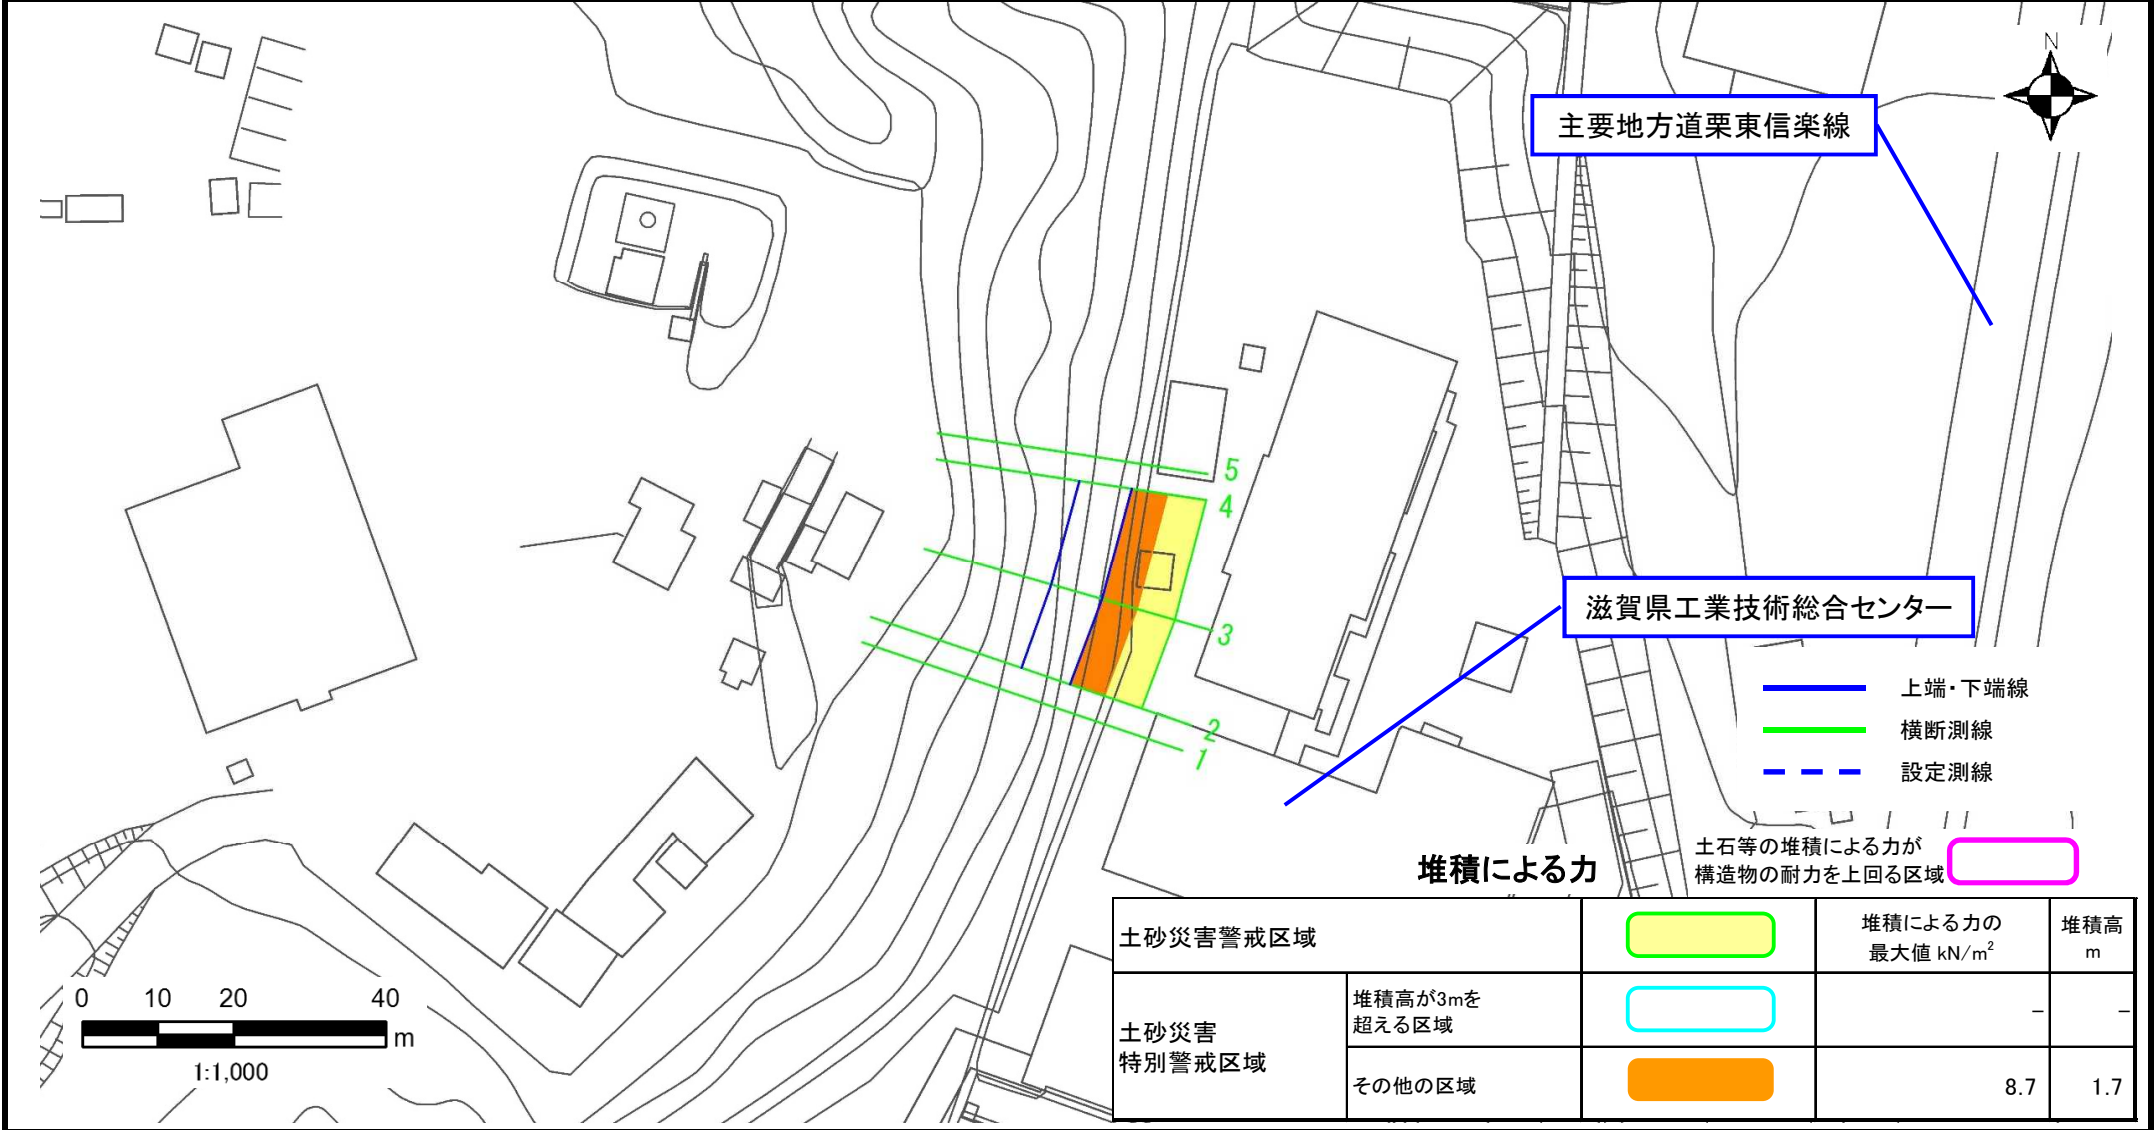 N
主要地方道栗東信楽線
5
4
3
2
1
滋賀県工業技術総合センター
上端・下端線
横断測線
設定測線
土石等の堆積による力が
構造物の耐力を上回る区域
堆積による力
土砂災害警戒区域
堆積による力の
最大値 kN/m²
堆積高
m
土砂災害
特別警戒区域
堆積高が3mを
超える区域
－
－
その他の区域
8.7
1.7
0 10 20 40
m
1:1,000